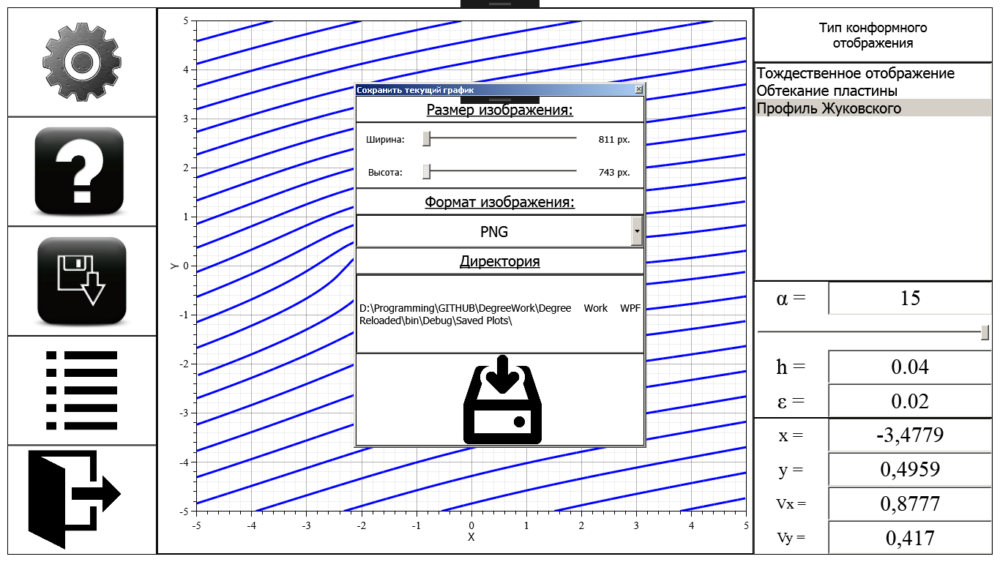 Тип конформного
отображения
Тождественное отображение
Обтекание пластины
Профиль Жуковского
α = 15
h = 0.04
ε = 0.02
x = -3,4779
y = 0,4959
Vx = 0,8777
Vy = 0,417
Сохранить текущий график
Размер изображения:
Ширина: 811 px.
Высота: 743 px.
Формат изображения:
PNG
Директория
D:\Programming\GITHUB\DegreeWork\Degree Work WPF
Reloaded\bin\Debug\Saved Plots\
5
4
3
2
1
0
-1
-2
-3
-4
-5
Y
-5 -4 -3 -2 -1 0 1 2 3 4 5
X